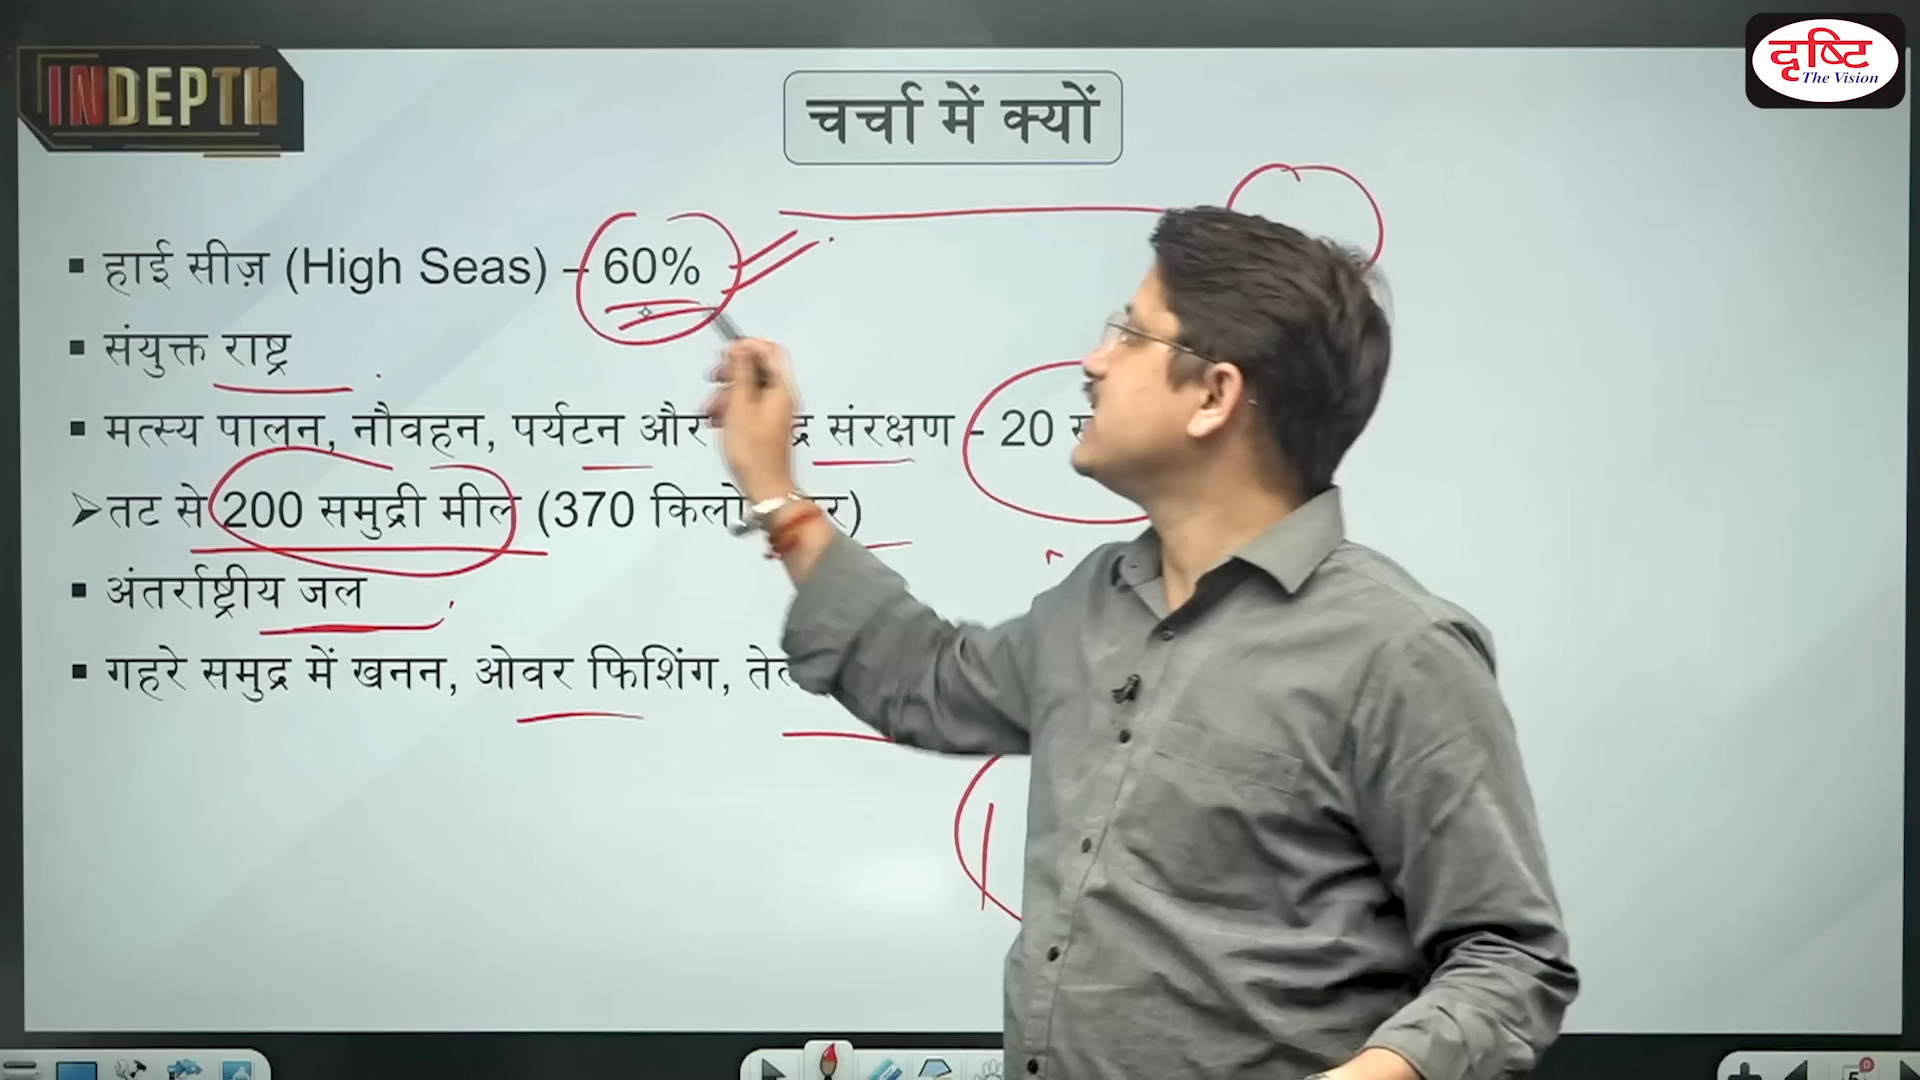 INDEPTH
चर्चा में क्यों
दृष्टि
The Vision
▪ हाई सीज़ (High Seas) – 60%
▪ संयुक्त राष्ट्र
▪ मत्स्य पालन, नौवहन, पर्यटन और संरक्षण - 20
➤ तट से 200 समुद्री मील (370
▪ अंतर्राष्ट्रीय जल
▪ गहरे समुद्र में खनन, ओवर फिशिंग,